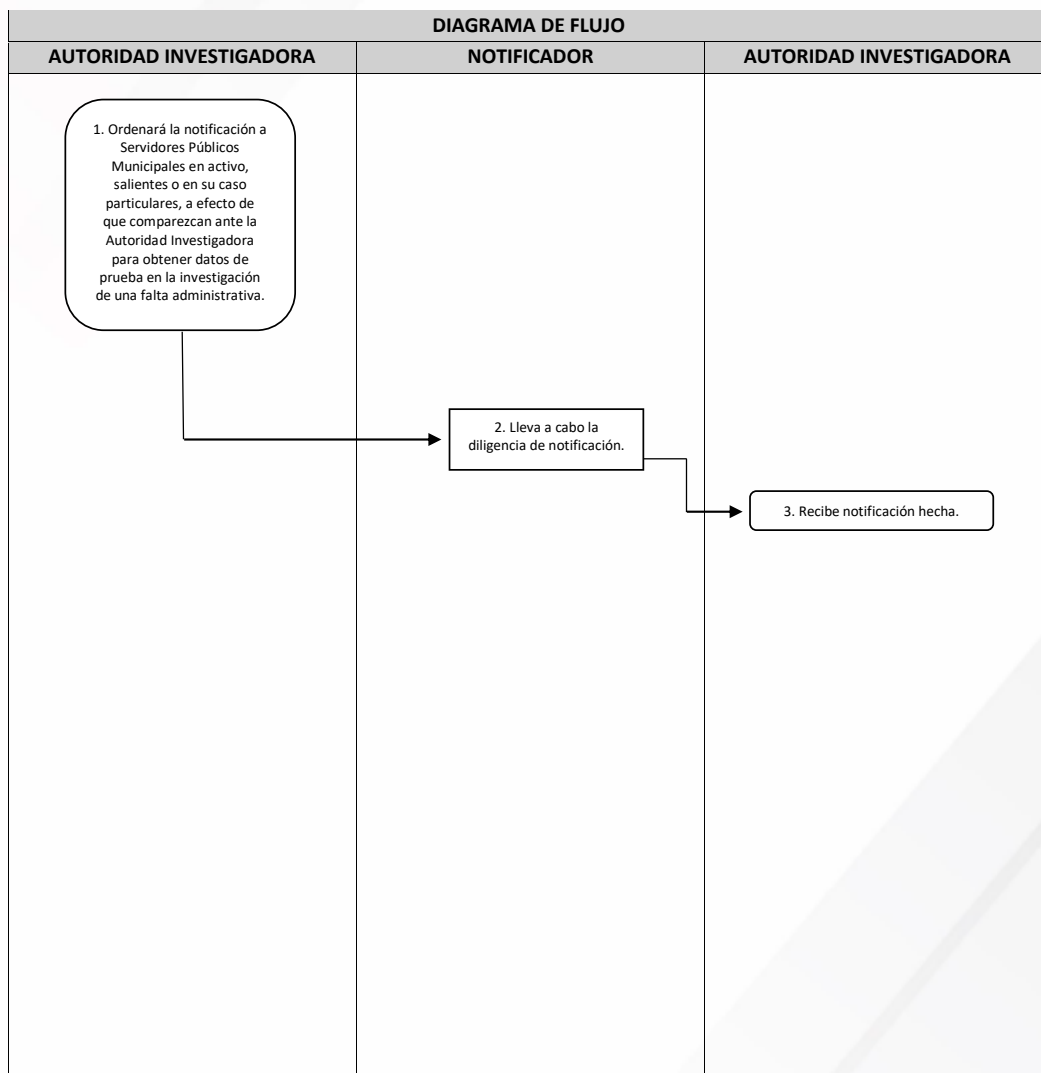 DIAGRAMA DE FLUJO
AUTORIDAD INVESTIGADORA
NOTIFICADOR
AUTORIDAD INVESTIGADORA
1. Ordenará la notificación a
Servidores Públicos
Municipales en activo,
salientes o en su caso
particulares, a efecto de
que comparezcan ante la
Autoridad Investigadora
para obtener datos de
prueba en la investigación
de una falta administrativa.
2. Lleva a cabo la
diligencia de notificación.
3. Recibe notificación hecha.